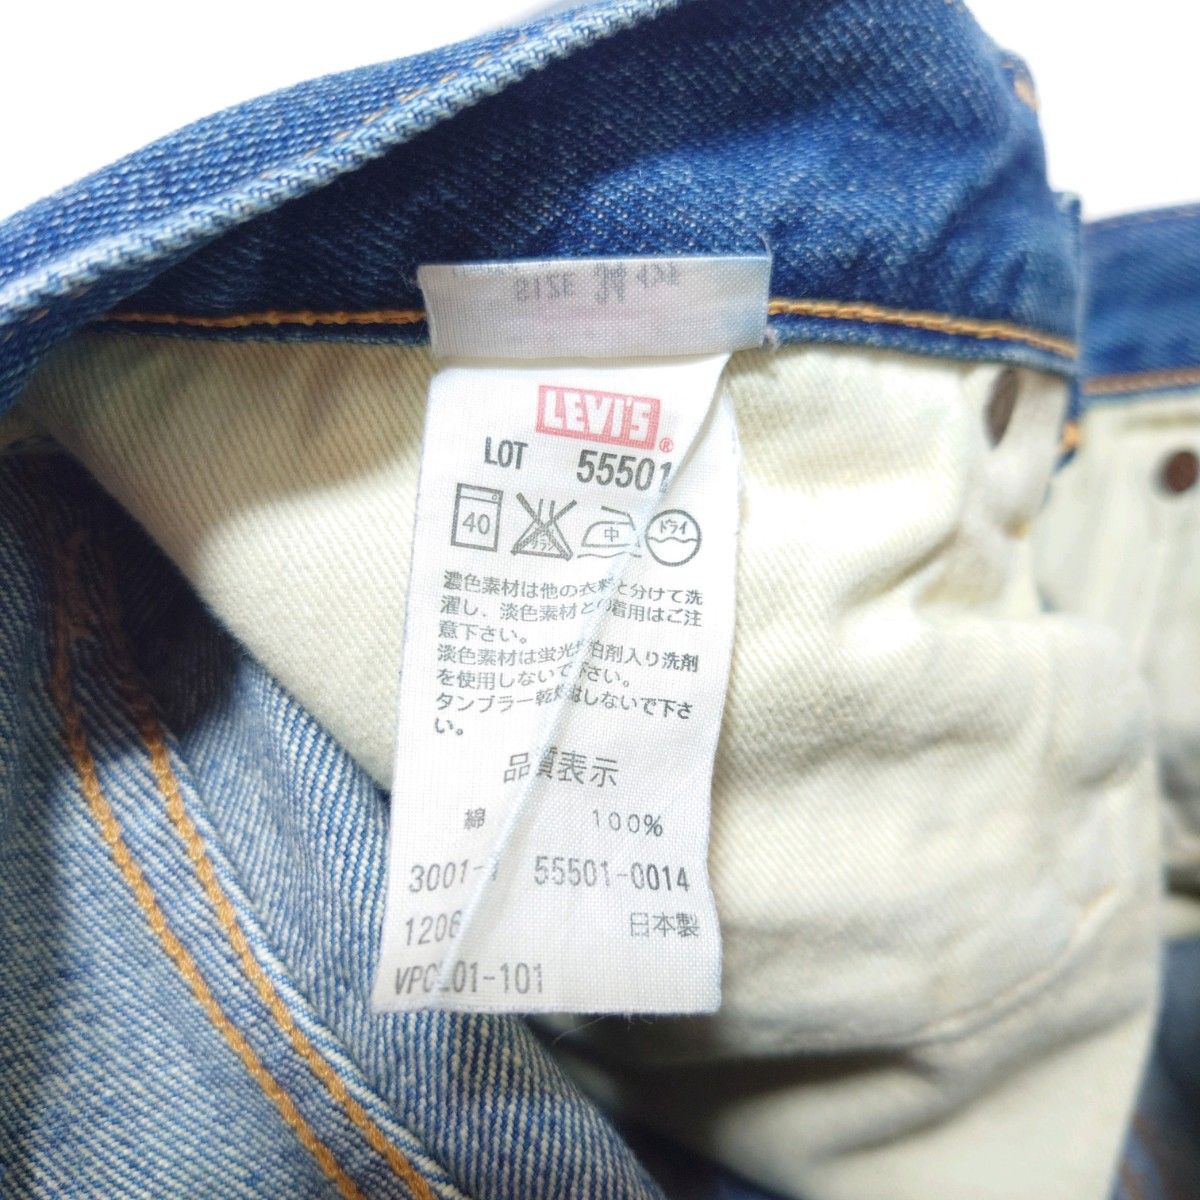 SIZE 34
LEVI'S®
LOT 55501
40 中 ドライ
濃色素材は他の衣料と分けて洗
濯し、淡色素材との着用はご注
意下さい。
淡色素材は蛍光増白剤入り洗剤
を使用しないで下さい。
タンブラー乾燥はしないで下さ
い。
品質表示
綿 100%
55501-0014
日本製